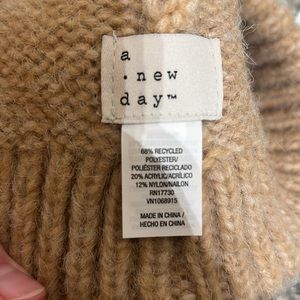 a
· new
day™
68% RECYCLED
POLYESTER/
POLIÉSTER RECICLADO
20% ACRYLIC/ACRÍLICO
12% NYLON/NAILON
RN17730
VN1068915
MADE IN CHINA /
HECHO EN CHINA